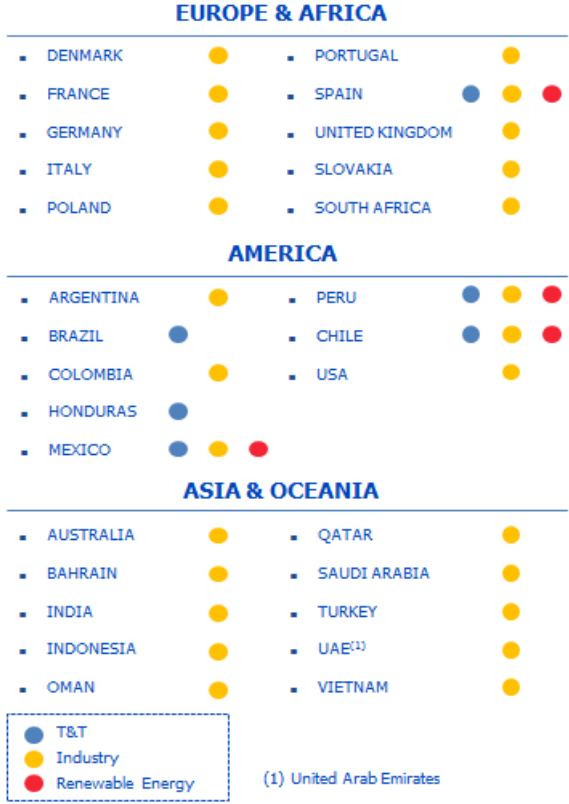 EUROPE & AFRICA
DENMARK
PORTUGAL
FRANCE
SPAIN
GERMANY
UNITED KINGDOM
ITALY
SLOVAKIA
POLAND
SOUTH AFRICA
AMERICA
ARGENTINA
PERU
BRAZIL
CHILE
COLOMBIA
USA
HONDURAS
MEXICO
ASIA & OCEANIA
AUSTRALIA
QATAR
BAHRAIN
SAUDI ARABIA
INDIA
TURKEY
INDONESIA
UAE(1)
OMAN
VIETNAM
T&T
Industry
Renewable Energy
(1) United Arab Emirates